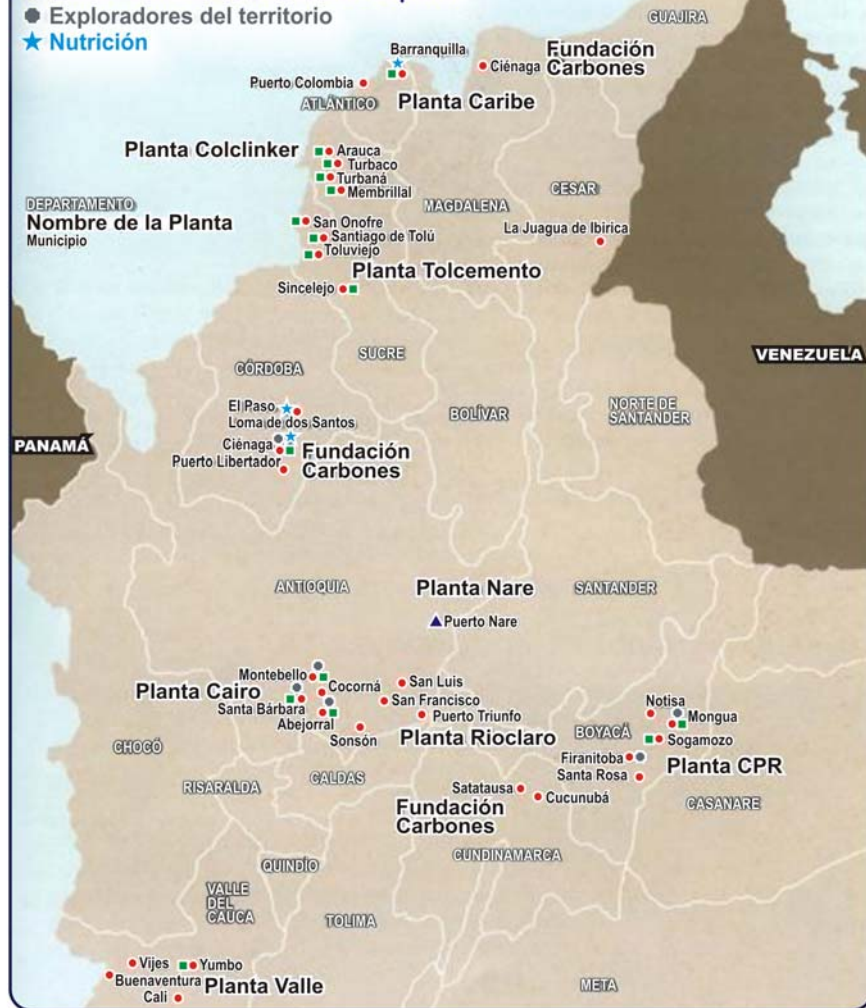 Exploradores del territorio
Nutrición
GUAJIRA
Barranquilla
Ciénaga
Fundación
Carbones
Puerto Colombia
ATLÁNTICO
Planta Caribe
Planta Colclinker
Arauca
Turbaco
Turbaná
Membrillal
CESAR
MAGDALENA
DEPARTAMENTO
Nombre de la Planta
Municipio
San Onofre
Santiago de Tolú
Toluviejo
La Juagua de Ibirica
Planta Tolcemento
Sincelejo
SUCRE
VENEZUELA
CÓRDOBA
El Paso
Loma de dos Santos
BOLÍVAR
NORTE DE
SANTANDER
PANAMÁ
Ciénaga
Puerto Libertador
Fundación
Carbones
ANTIOQUIA
Planta Nare
SANTANDER
Puerto Nare
Montebello
Cocorná
San Luis
Planta Cairo
Santa Bárbara
Abejorral
San Francisco
Puerto Triunfo
Sonsón
Planta Rioclaro
Notisa
Mongua
BOYACÁ
Sogamozo
CHOCÓ
Firanitoba
Santa Rosa
Planta CPR
RISARALDA
CALDAS
Satatausa
Cucunubá
CASANARE
Fundación
Carbones
CUNDINAMARCA
QUINDÍO
VALLE
DEL
CAUCA
TOLIMA
Vijes
Yumbo
Buenaventura
Planta Valle
Cali
META